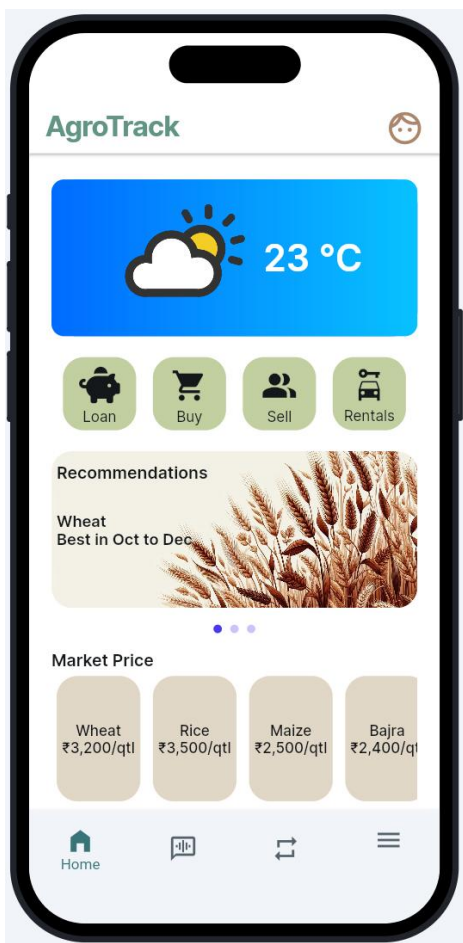 AgroTrack
23 °C
Loan
Buy
Sell
Rentals
Recommendations
Wheat
Best in Oct to Dec
Market Price
Wheat
₹3,200/qtl
Rice
₹3,500/qtl
Maize
₹2,500/qtl
Bajra
₹2,400/qt
Home